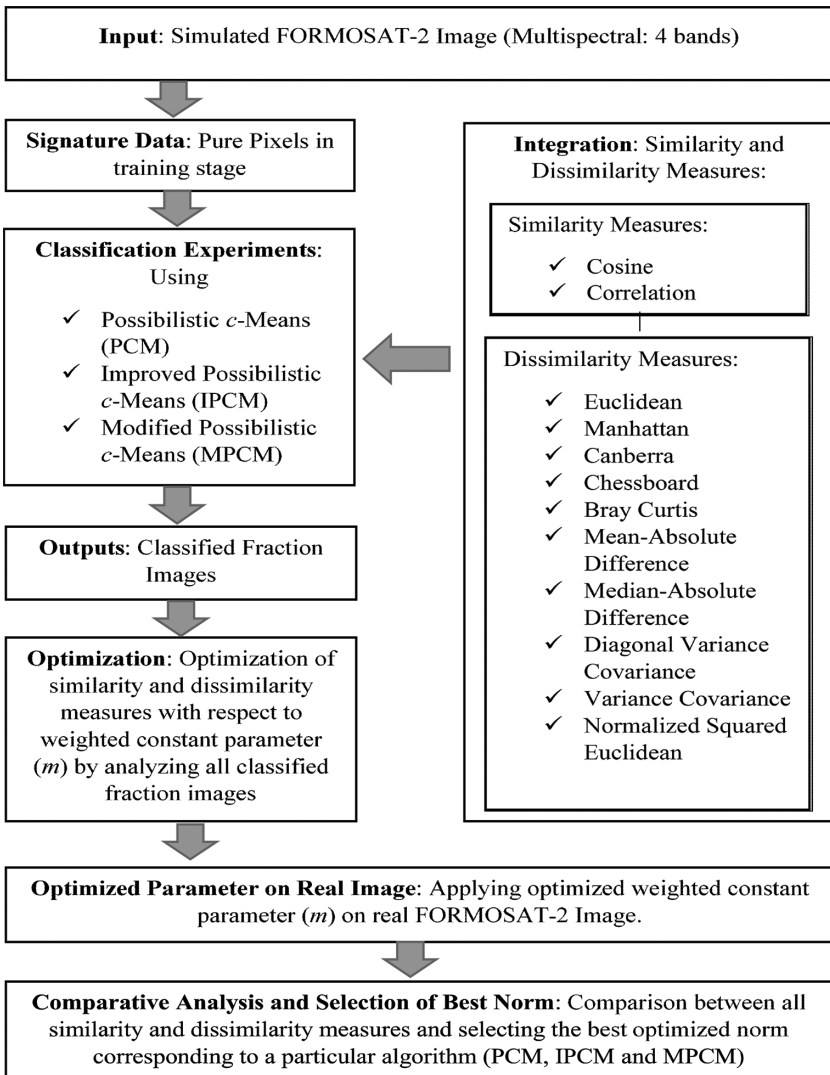 Input: Simulated FORMOSAT-2 Image (Multispectral: 4 bands)
Signature Data: Pure Pixels in
training stage
Classification Experiments:
Using
✓ Possibilistic c-Means
(PCM)
✓ Improved Possibilistic
c-Means (IPCM)
✓ Modified Possibilistic
c-Means (MPCM)
Integration: Similarity and
Dissimilarity Measures:
Similarity Measures:
✓ Cosine
✓ Correlation
Dissimilarity Measures:
✓ Euclidean
✓ Manhattan
✓ Canberra
✓ Chessboard
✓ Bray Curtis
✓ Mean-Absolute
Difference
✓ Median-Absolute
Difference
✓ Diagonal Variance
Covariance
✓ Variance Covariance
✓ Normalized Squared
Euclidean
Outputs: Classified Fraction
Images
Optimization: Optimization of
similarity and dissimilarity
measures with respect to
weighted constant parameter
(m) by analyzing all classified
fraction images
Optimized Parameter on Real Image: Applying optimized weighted constant
parameter (m) on real FORMOSAT-2 Image.
Comparative Analysis and Selection of Best Norm: Comparison between all
similarity and dissimilarity measures and selecting the best optimized norm
corresponding to a particular algorithm (PCM, IPCM and MPCM)